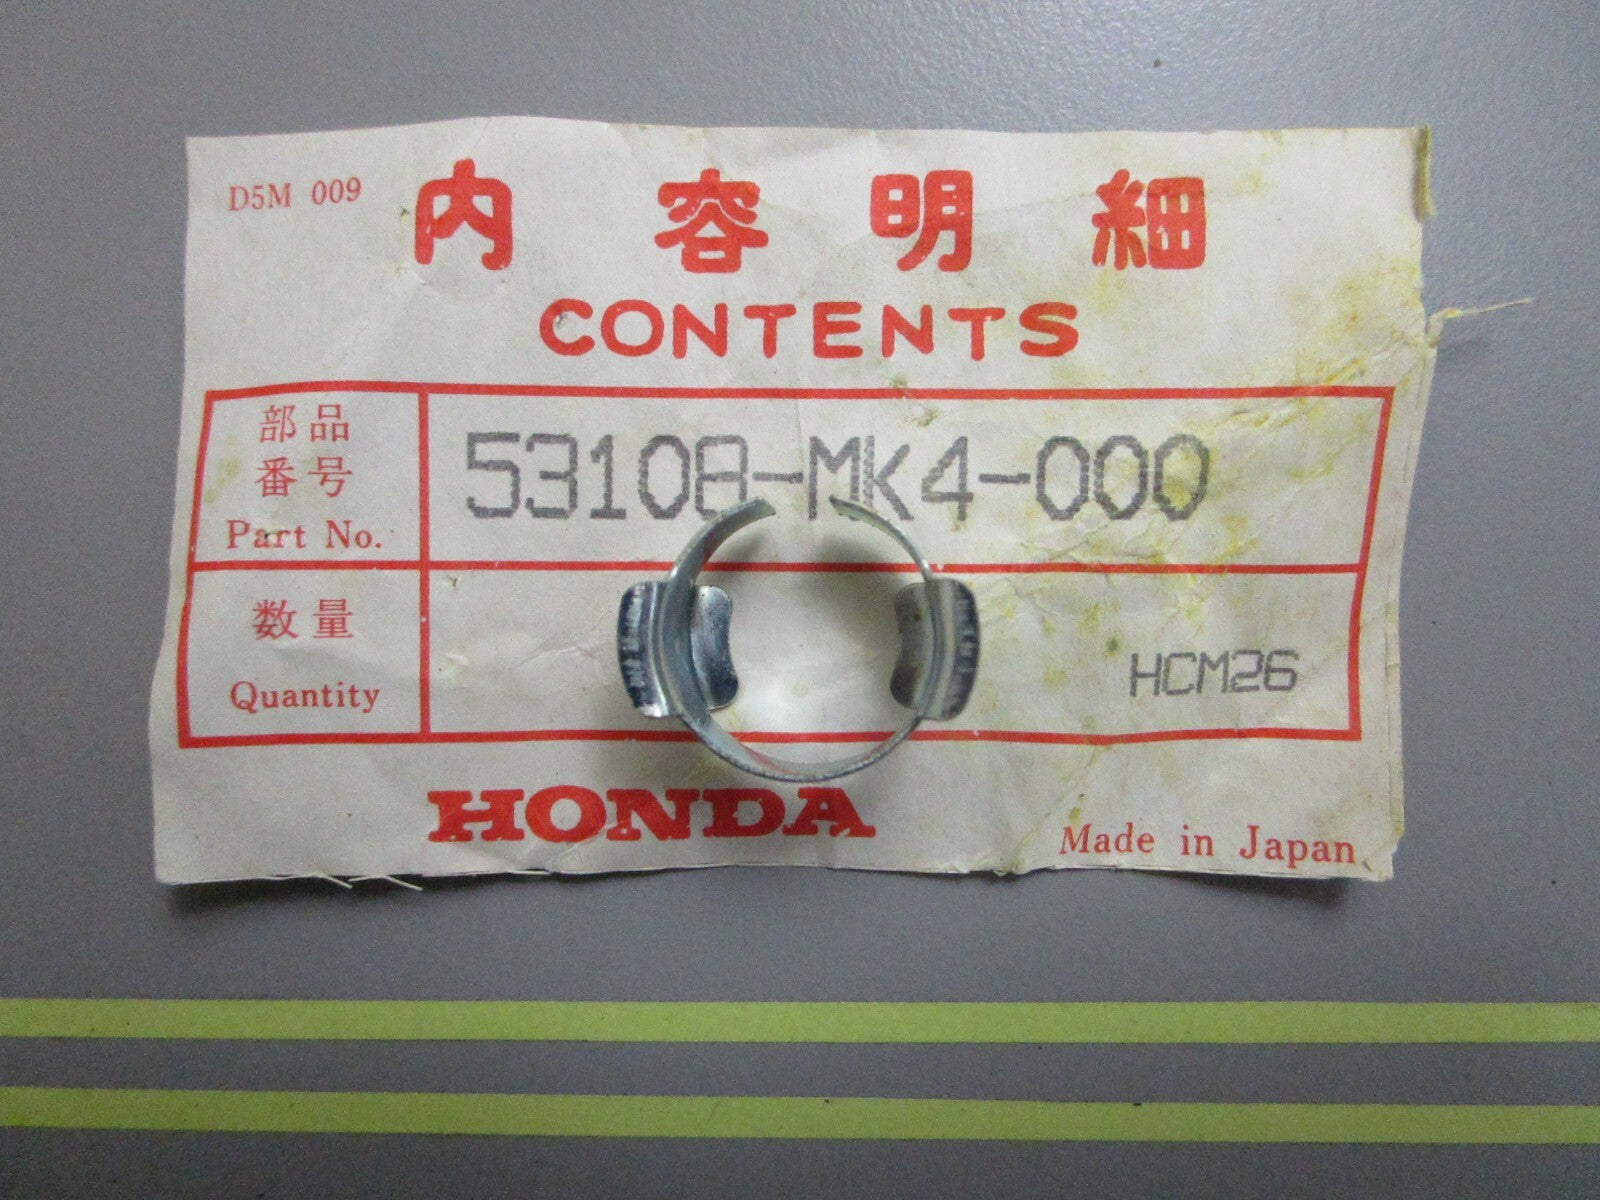 D5M 009
内容明細
CONTENTS
部品
番号
Part No.
53108-MK4-000
数量
Quantity
HCM26
HONDA
Made in Japan